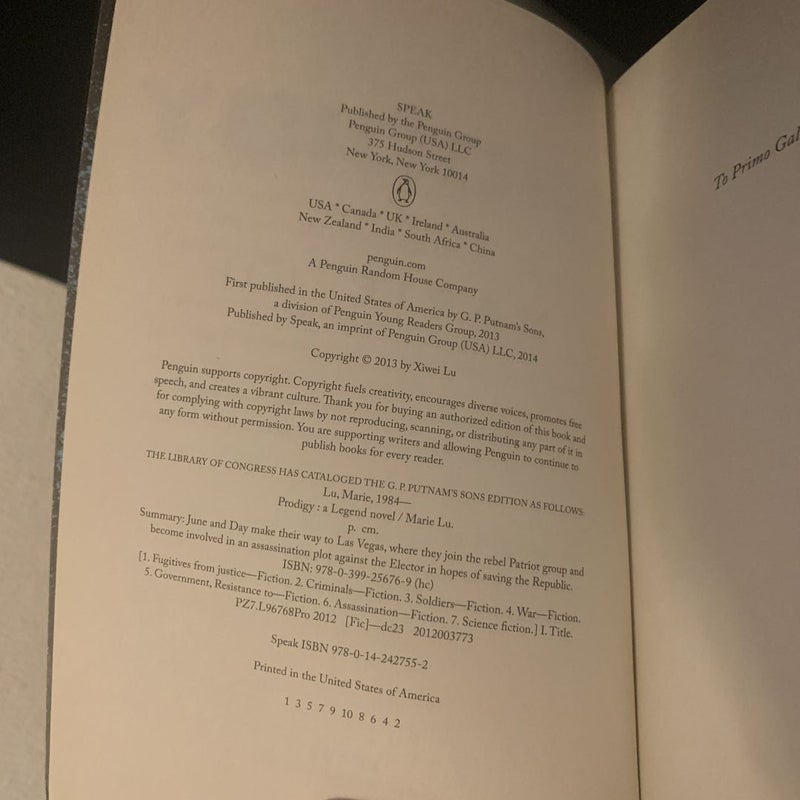 SPEAK
Published by the Penguin Group
Penguin Group (USA) LLC
375 Hudson Street
New York, New York 10014
USA * Canada * UK * Ireland * Australia
New Zealand * India * South Africa * China
penguin.com
A Penguin Random House Company
First published in the United States of America by G. P. Putnam's Sons,
a division of Penguin Young Readers Group, 2013
Published by Speak, an imprint of Penguin Group (USA) LLC, 2014
Copyright © 2013 by Xiwei Lu
Penguin supports copyright. Copyright fuels creativity, encourages diverse voices, promotes free
speech, and creates a vibrant culture. Thank you for buying an authorized edition of this book and
for complying with copyright laws by not reproducing, scanning, or distributing any part of it in
any form without permission. You are supporting writers and allowing Penguin to continue to
publish books for every reader.
THE LIBRARY OF CONGRESS HAS CATALOGED THE G. P. PUTNAM'S SONS EDITION AS FOLLOWS:
Lu, Marie, 1984—
Prodigy : a Legend novel / Marie Lu.
p. cm.
Summary: June and Day make their way to Las Vegas, where they join the rebel Patriot group and
become involved in an assassination plot against the Elector in hopes of saving the Republic.
ISBN: 978-0-399-25676-9 (hc)
[1. Fugitives from justice—Fiction. 2. Criminals—Fiction. 3. Soldiers—Fiction. 4. War—Fiction.
5. Government, Resistance to—Fiction. 6. Assassination—Fiction. 7. Science fiction.] I. Title.
PZ7.L96768Pro 2012 [Fic]—dc23 2012003773
Speak ISBN 978-0-14-242755-2
Printed in the United States of America
1 3 5 7 9 10 8 6 4 2
To Primo Gal